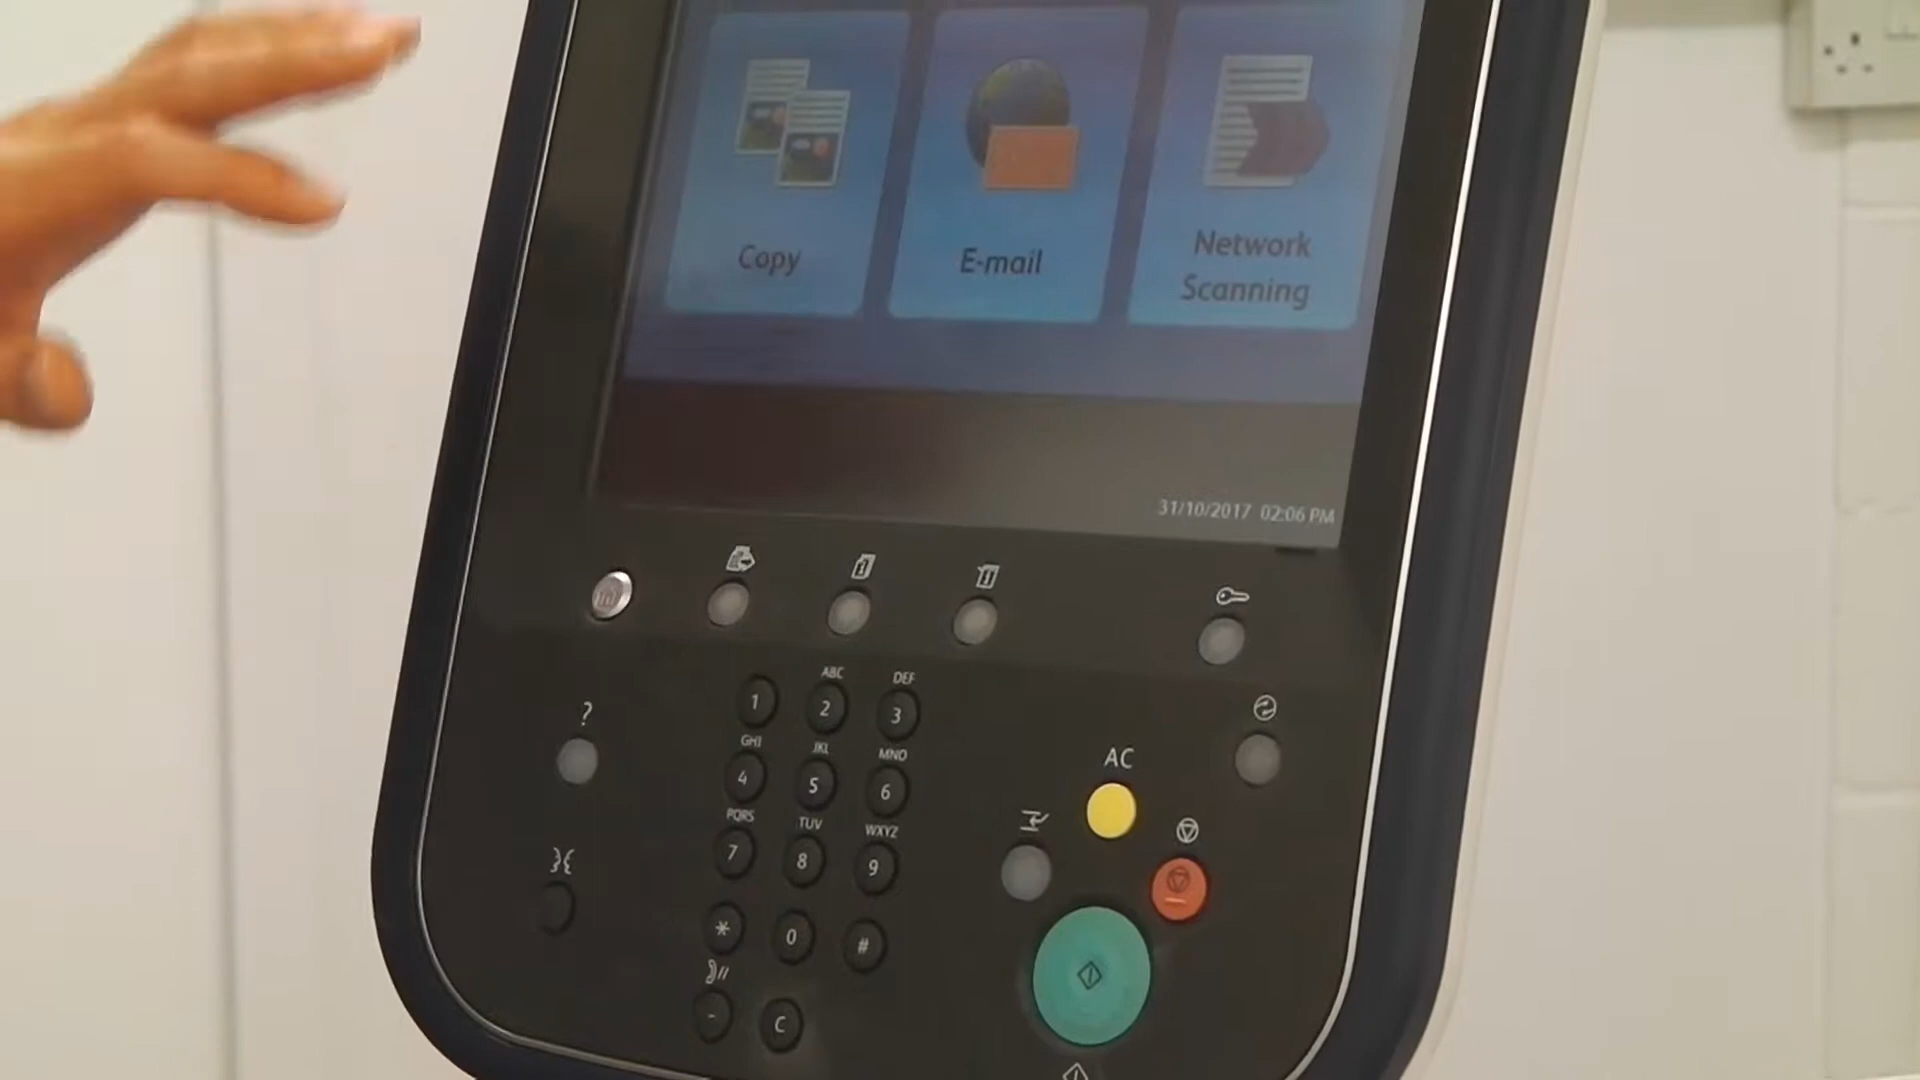 Copy
E-mail
Network
Scanning
31/10/2017 02:06 PM
ABC
DEF
1
2
3
?
GHI
JKL
MNO
AC
4
5
6
PQRS
TUV
WXYZ
7
8
9
*
0
#
-
C